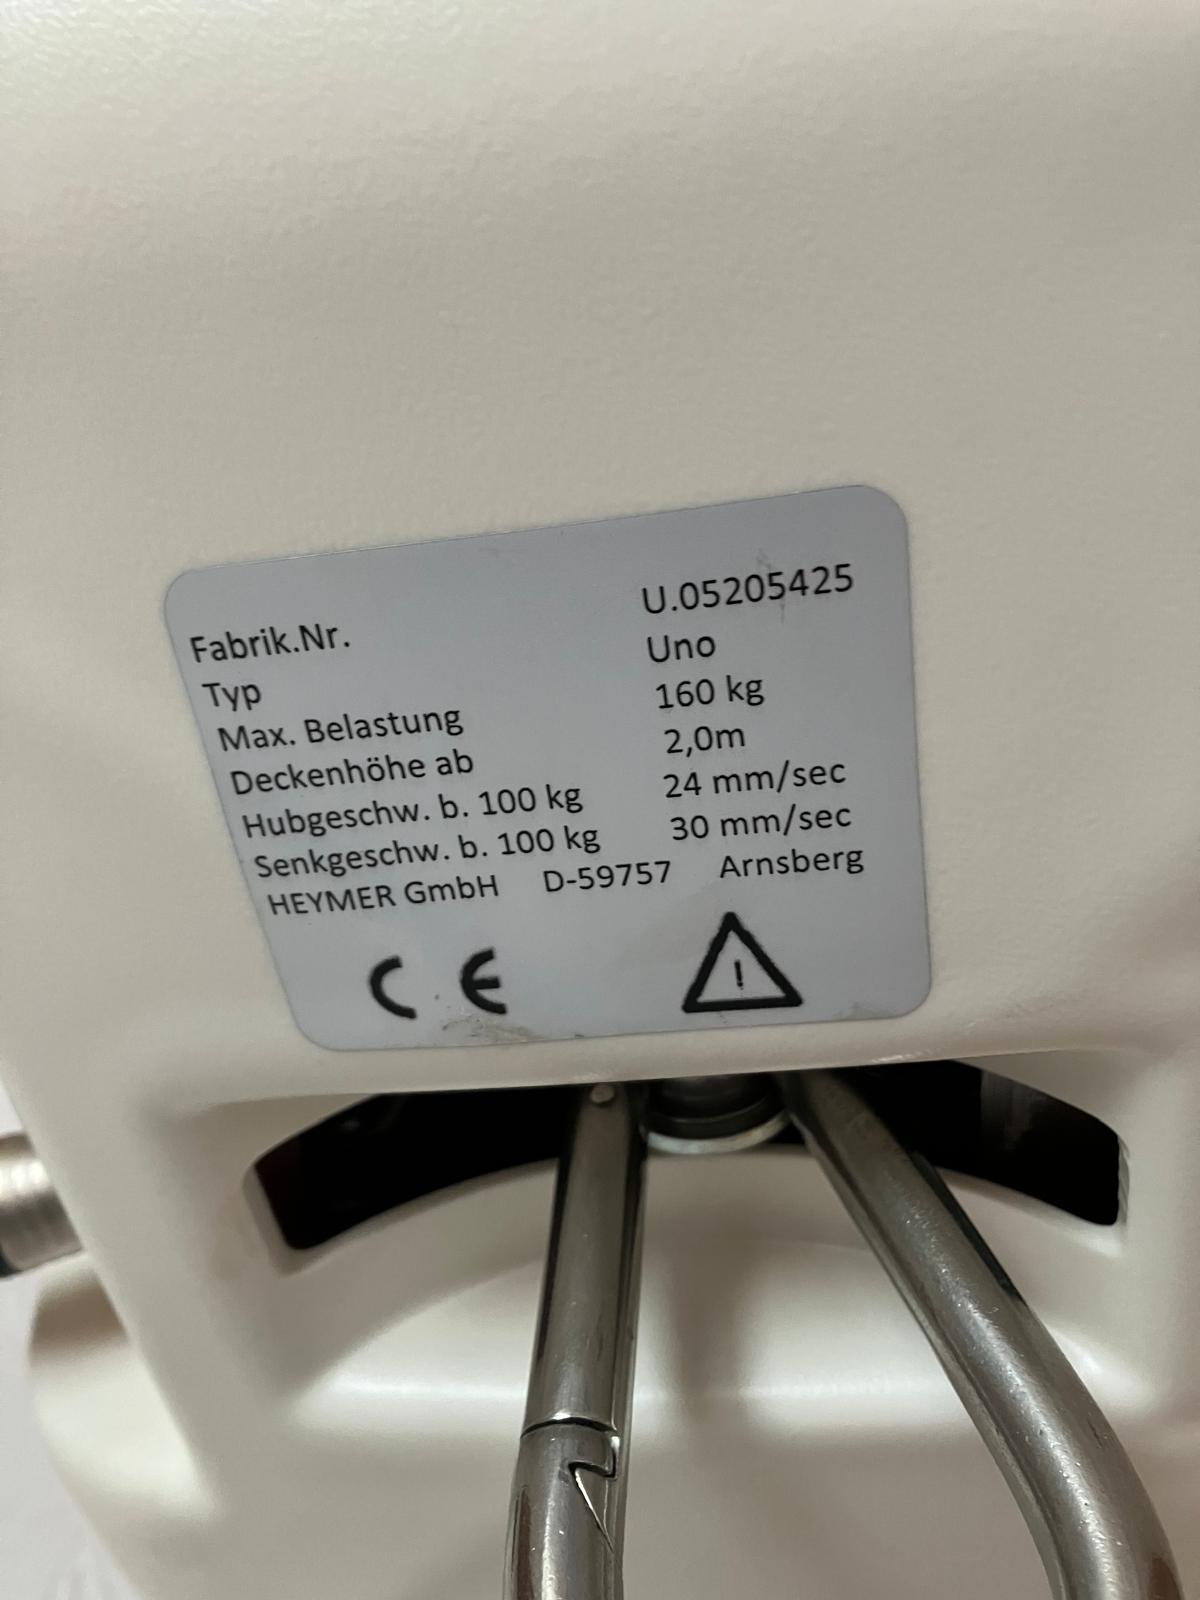 Fabrik.Nr. U.05205425
Typ Uno
Max. Belastung 160 kg
Deckenhöhe ab 2,0m
Hubgeschw. b. 100 kg 24 mm/sec
Senkgeschw. b. 100 kg 30 mm/sec
HEYMER GmbH D-59757 Arnsberg
CE !